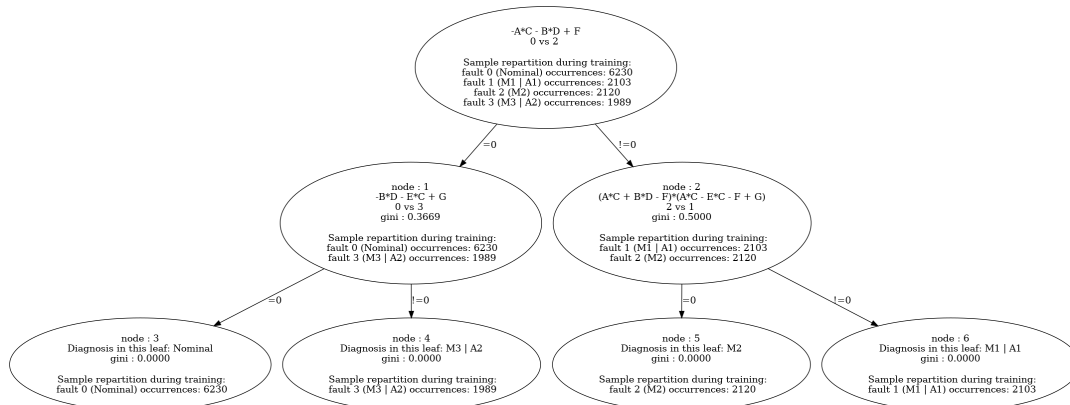 -A*C - B*D + F
0 vs 2
Sample repartition during training:
fault 0 (Nominal) occurrences: 6230
fault 1 (M1 | A1) occurrences: 2103
fault 2 (M2) occurrences: 2120
fault 3 (M3 | A2) occurrences: 1989
=0
!=0
node : 1
-B*D - E*C + G
0 vs 3
gini : 0.3669
Sample repartition during training:
fault 0 (Nominal) occurrences: 6230
fault 3 (M3 | A2) occurrences: 1989
node : 2
(A*C + B*D - F)*(A*C - E*C - F + G)
2 vs 1
gini : 0.5000
Sample repartition during training:
fault 1 (M1 | A1) occurrences: 2103
fault 2 (M2) occurrences: 2120
=0
!=0
=0
!=0
node : 3
Diagnosis in this leaf: Nominal
gini : 0.0000
Sample repartition during training:
fault 0 (Nominal) occurrences: 6230
node : 4
Diagnosis in this leaf: M3 | A2
gini : 0.0000
Sample repartition during training:
fault 3 (M3 | A2) occurrences: 1989
node : 5
Diagnosis in this leaf: M2
gini : 0.0000
Sample repartition during training:
fault 2 (M2) occurrences: 2120
node : 6
Diagnosis in this leaf: M1 | A1
gini : 0.0000
Sample repartition during training:
fault 1 (M1 | A1) occurrences: 2103